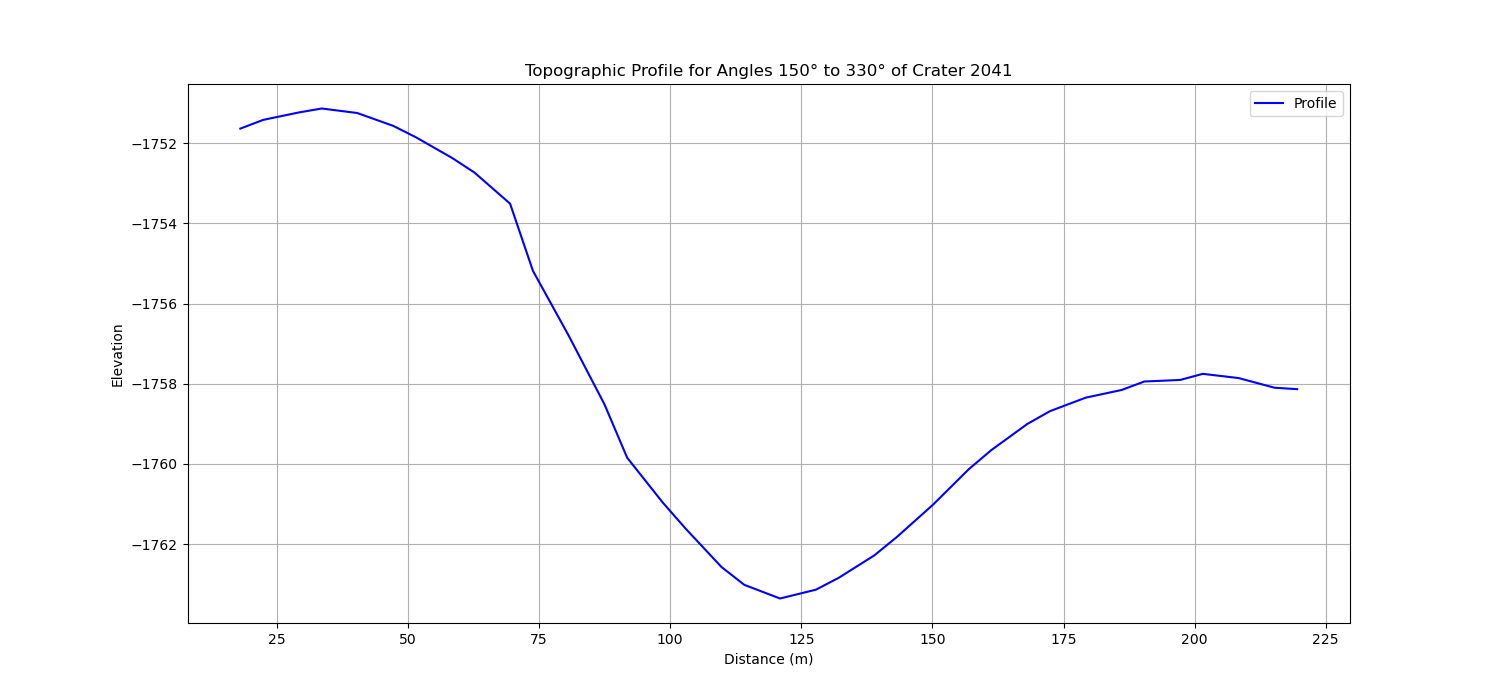 Topographic Profile for Angles 150° to 330° of Crater 2041
Profile
−1752
−1754
−1756
−1758
−1760
−1762
Elevation
25 50 75 100 125 150 175 200 225
Distance (m)